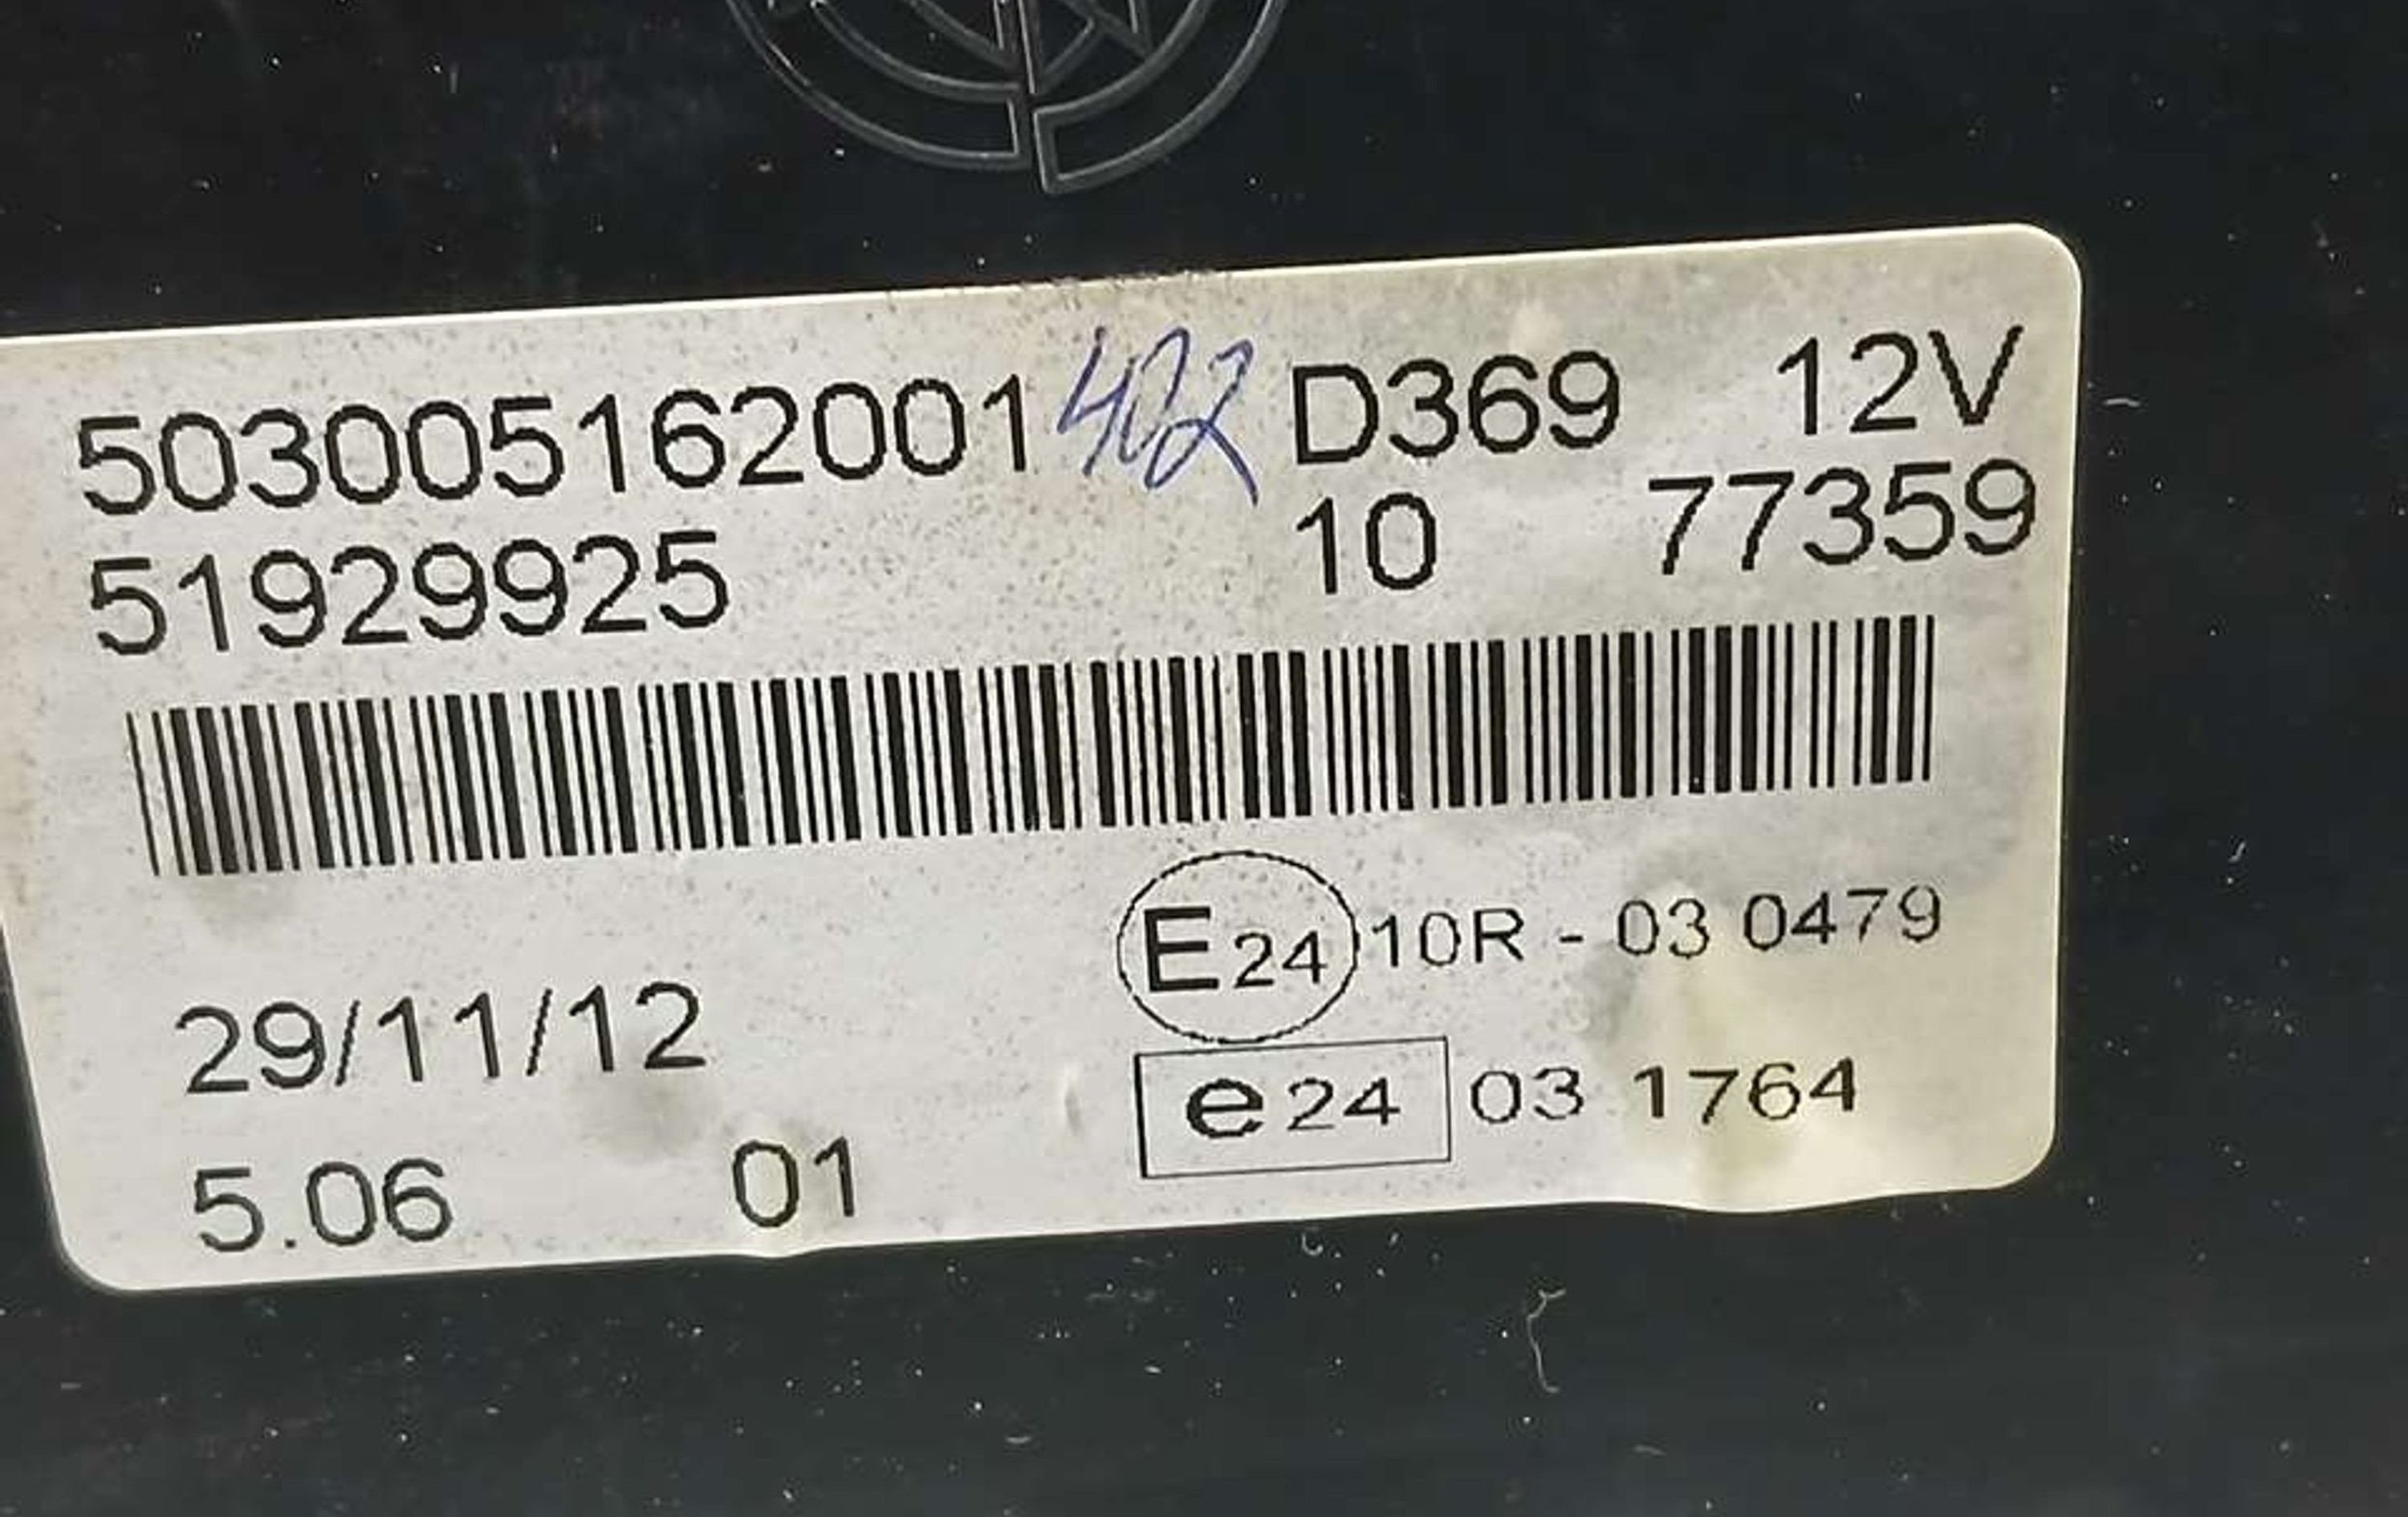 503005162001 402 D369 12V
51929925 10 77359
E24 10R - 03 0479
29/11/12
e24 03 1764
5.06 01